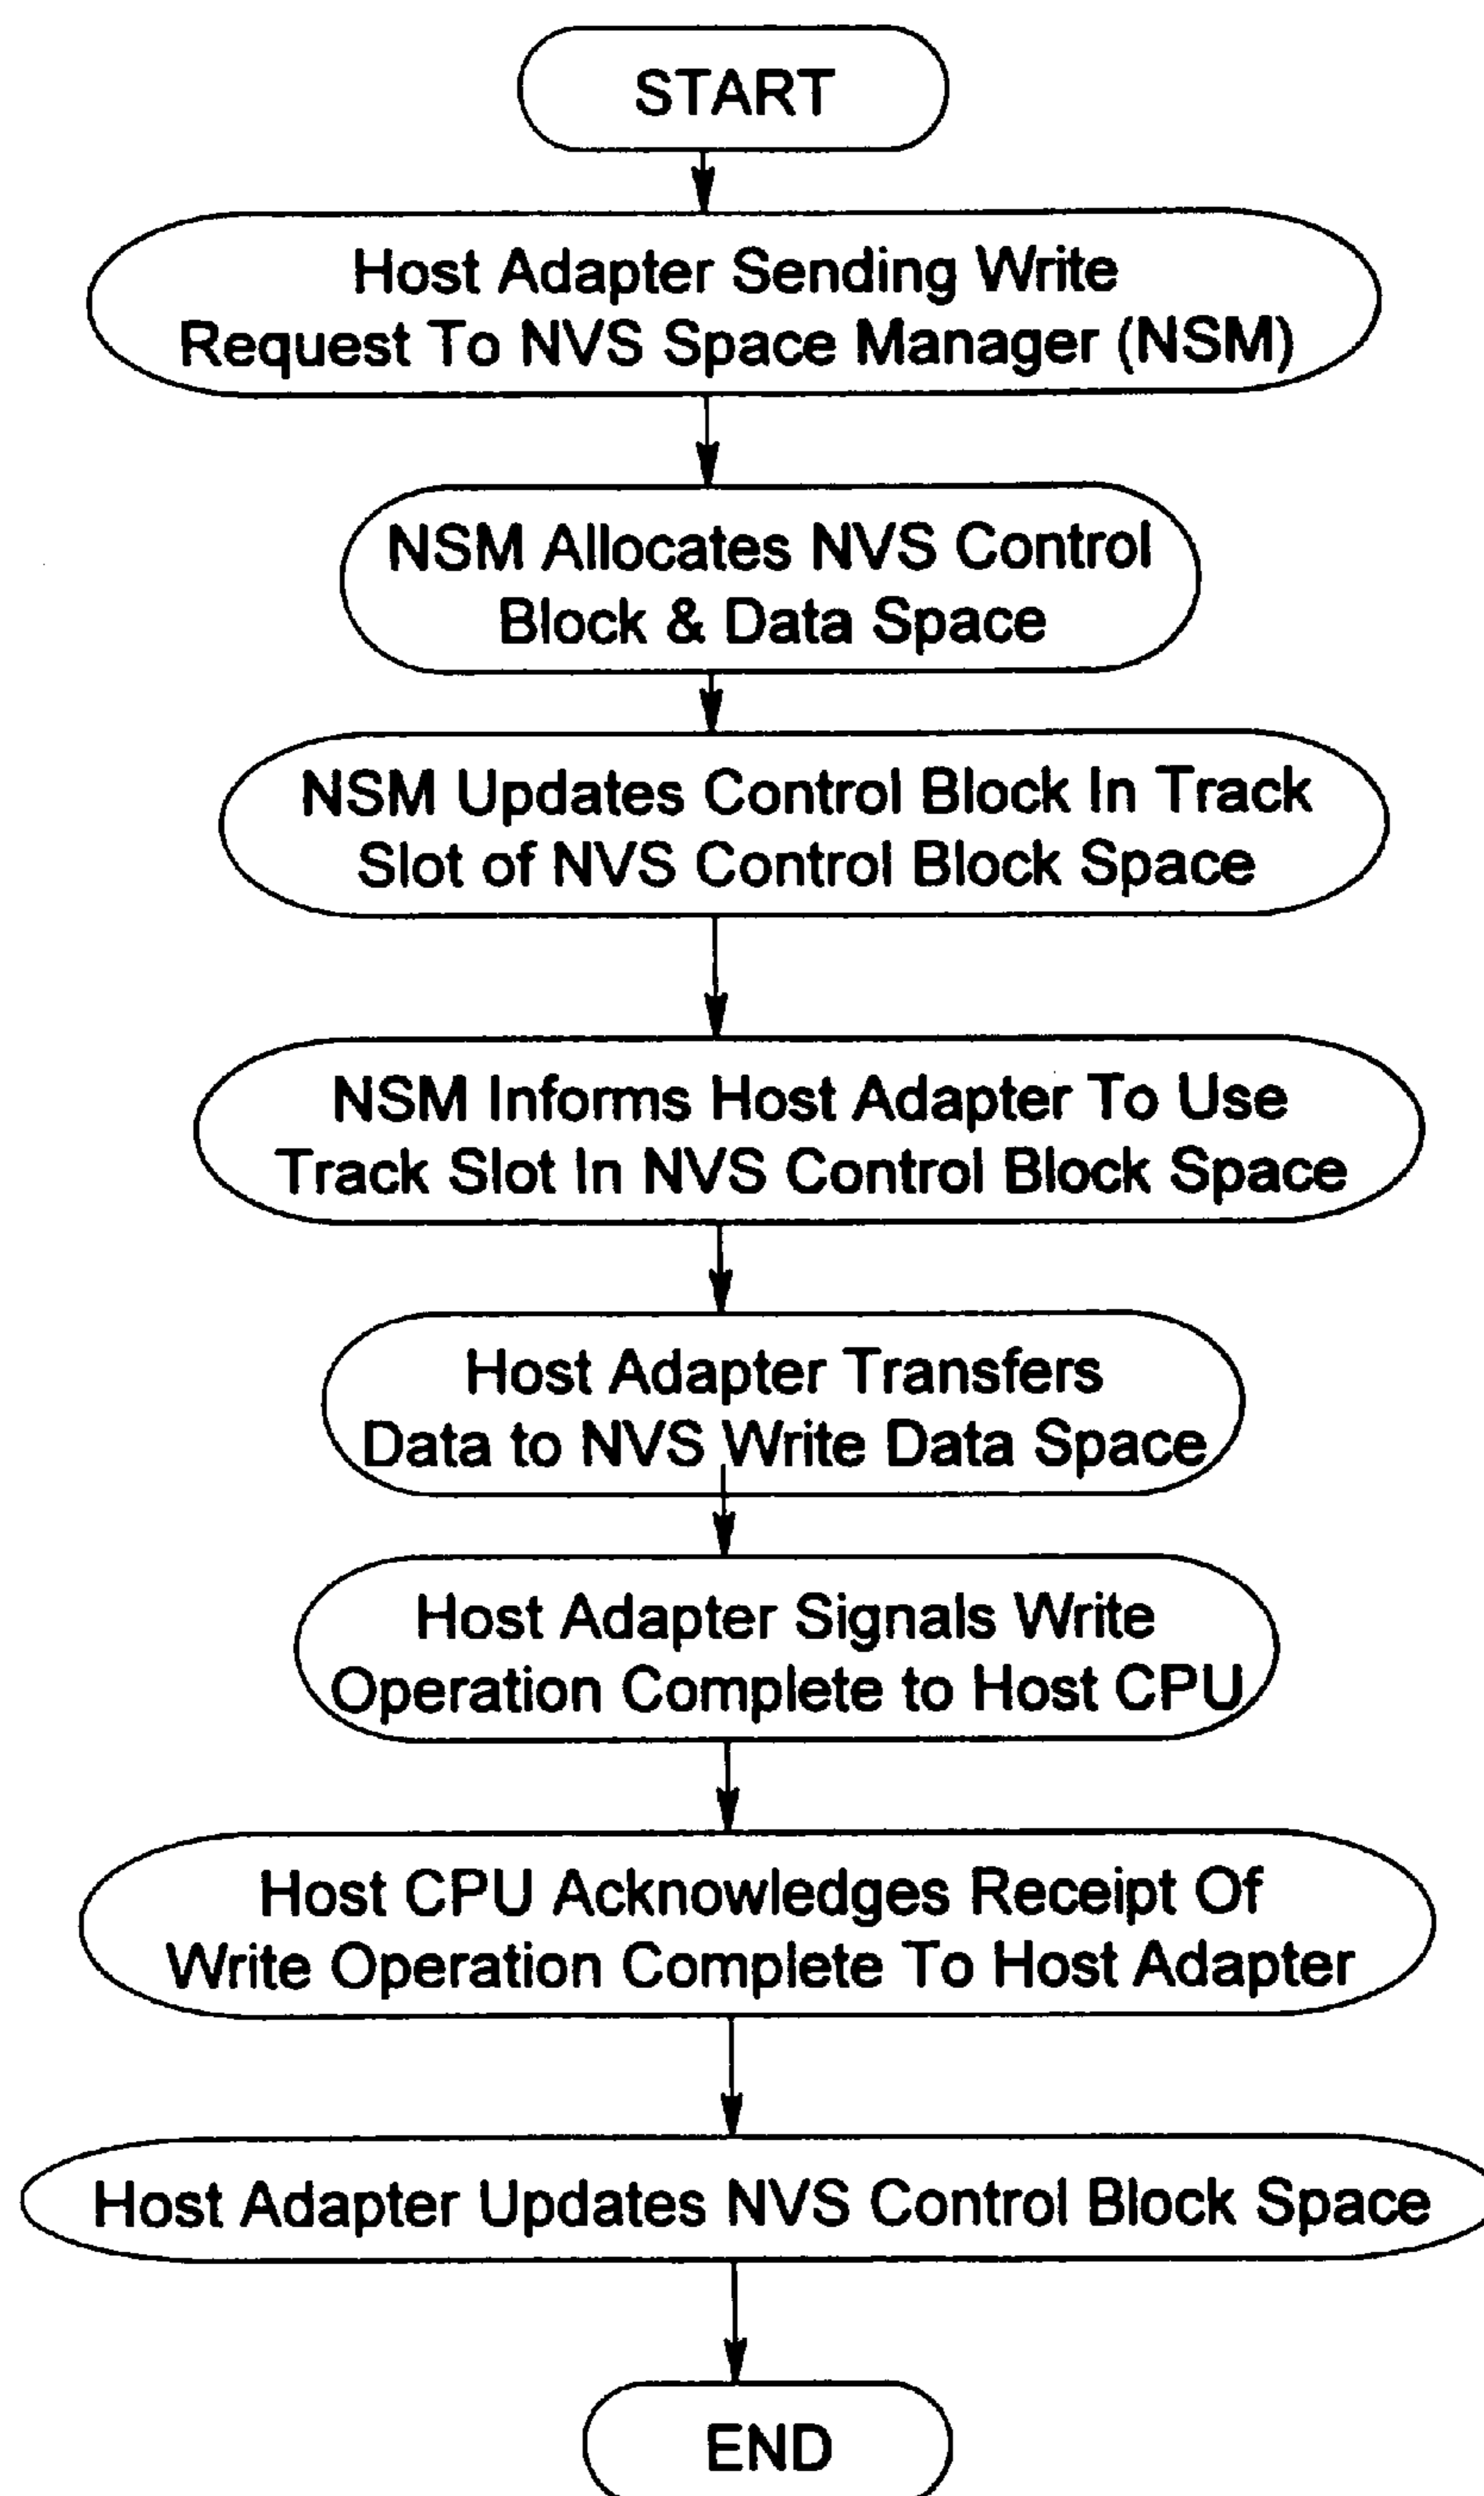 START
Host Adapter Sending Write
Request To NVS Space Manager (NSM)
NSM Allocates NVS Control
Block & Data Space
NSM Updates Control Block In Track
Slot of NVS Control Block Space
NSM Informs Host Adapter To Use
Track Slot In NVS Control Block Space
Host Adapter Transfers
Data to NVS Write Data Space
Host Adapter Signals Write
Operation Complete to Host CPU
Host CPU Acknowledges Receipt Of
Write Operation Complete To Host Adapter
Host Adapter Updates NVS Control Block Space
END